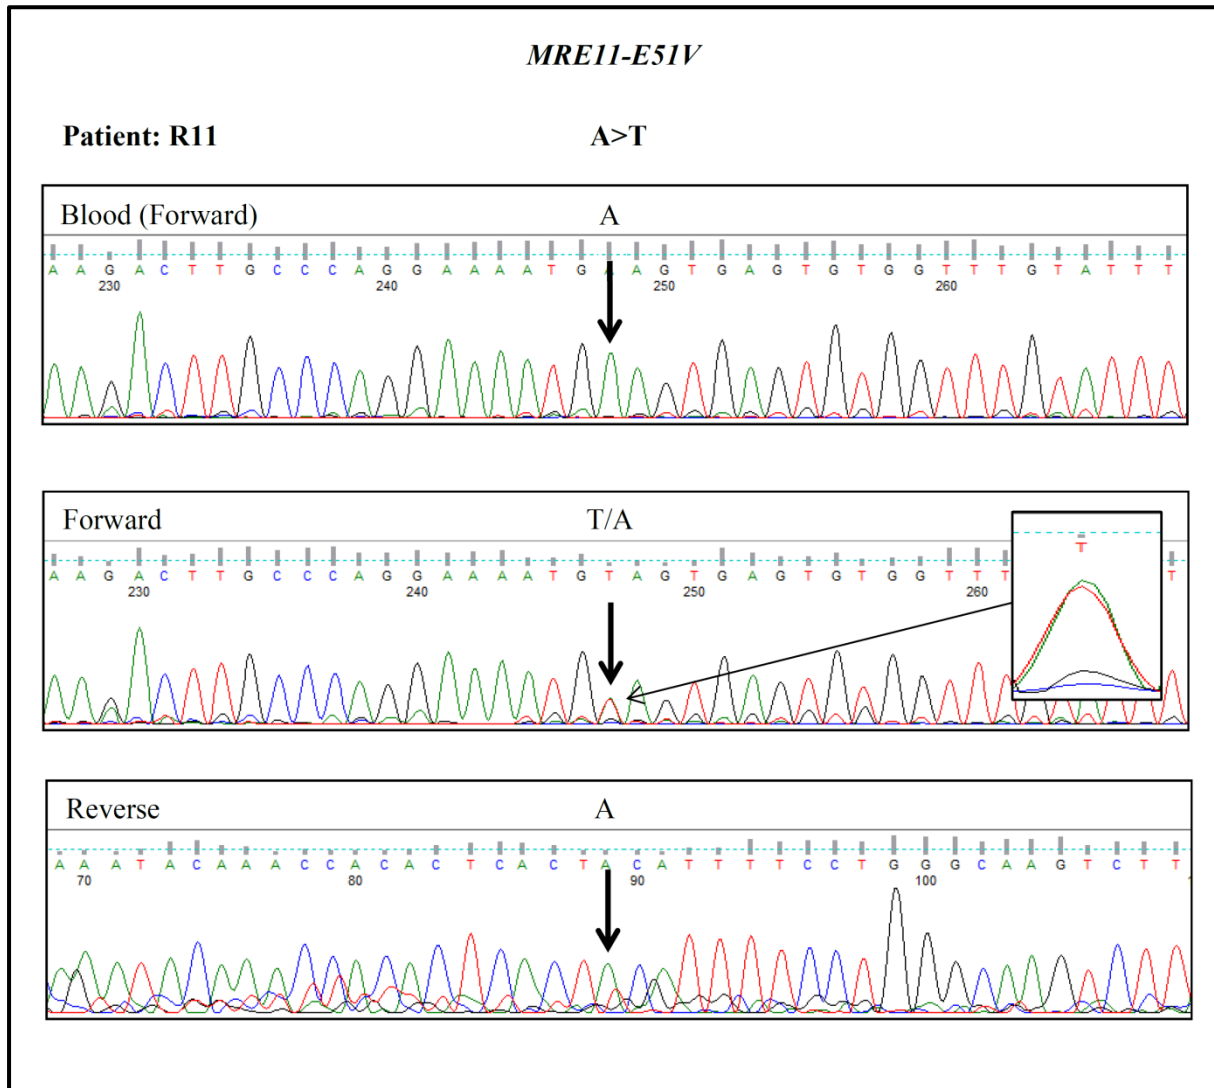 MRE11-E51V
Patient: R11 A>T
Blood (Forward) A
A A G A C T T G C C C A G G A A A A T G A A G T G A G T G T G G T T T G T A T T T
230 240 250 260
Forward T/A
A A G A C T T G C C C A G G A A A A T G T A G T G A G T G T G G T T T T
230 240 250 260
T
Reverse A
A A A T A C A A A C C A C A C T C A C T A C A T T T T C C T G G G C A A G T C T T
70 80 90 100